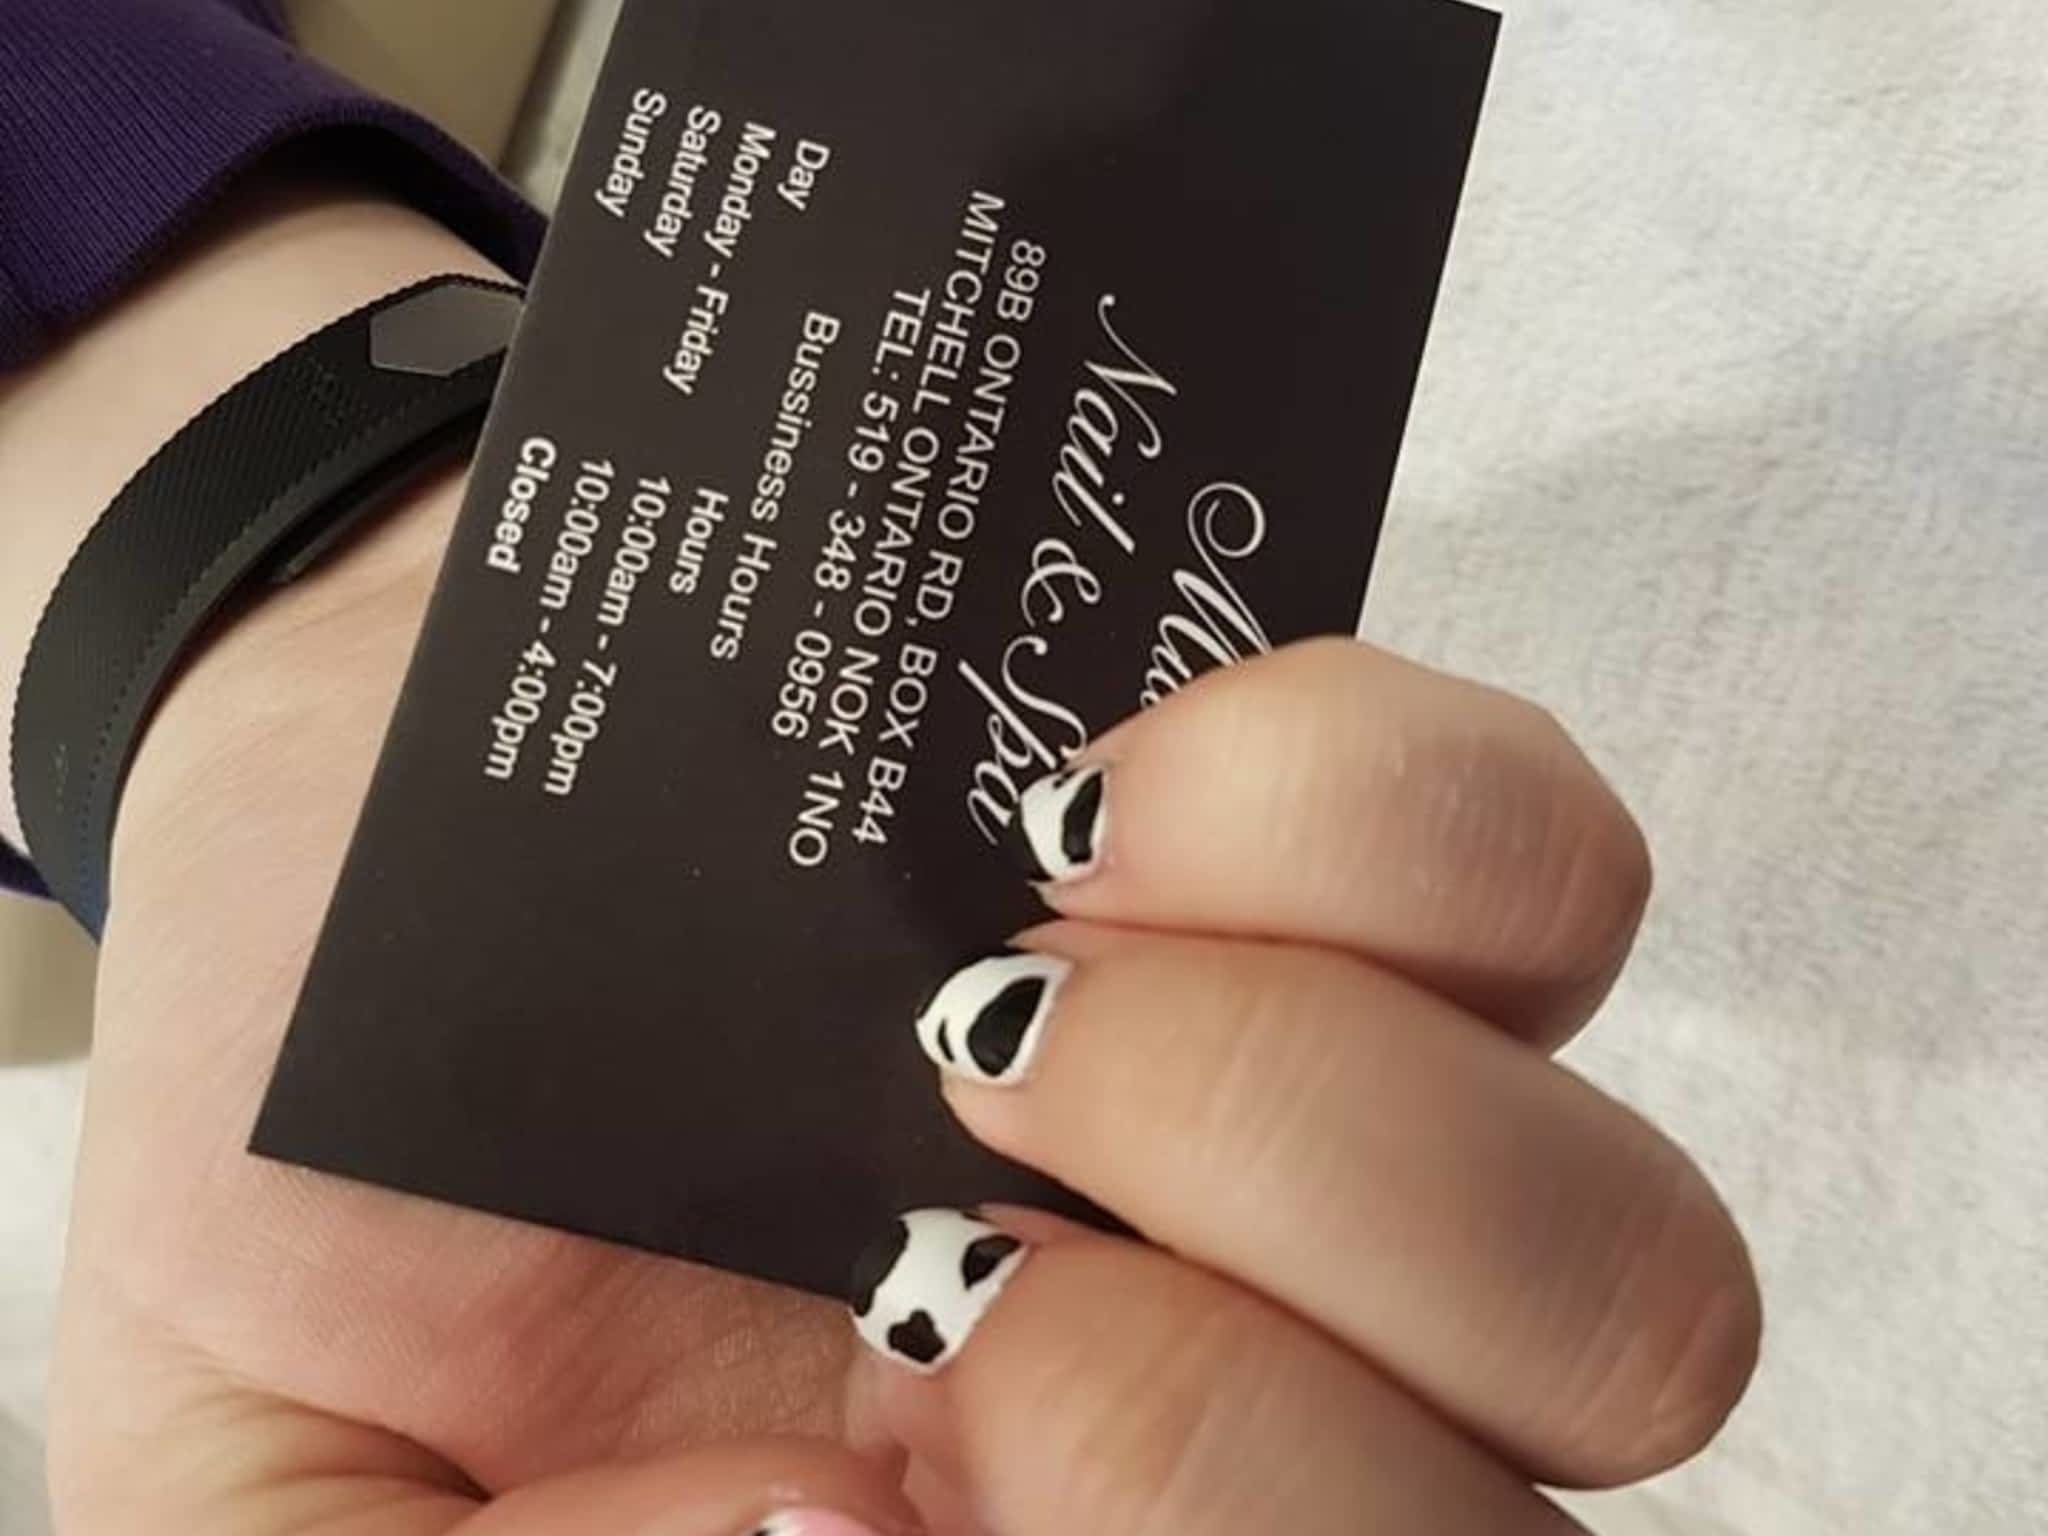 Nail & Spa
89B ONTARIO RD, BOX B44
MITCHELL ONTARIO NOK 1NO
TEL: 519 - 348 - 0956
Bussiness Hours
Day Hours
Monday - Friday 10:00am - 7:00pm
Saturday 10:00am - 4:00pm
Sunday Closed